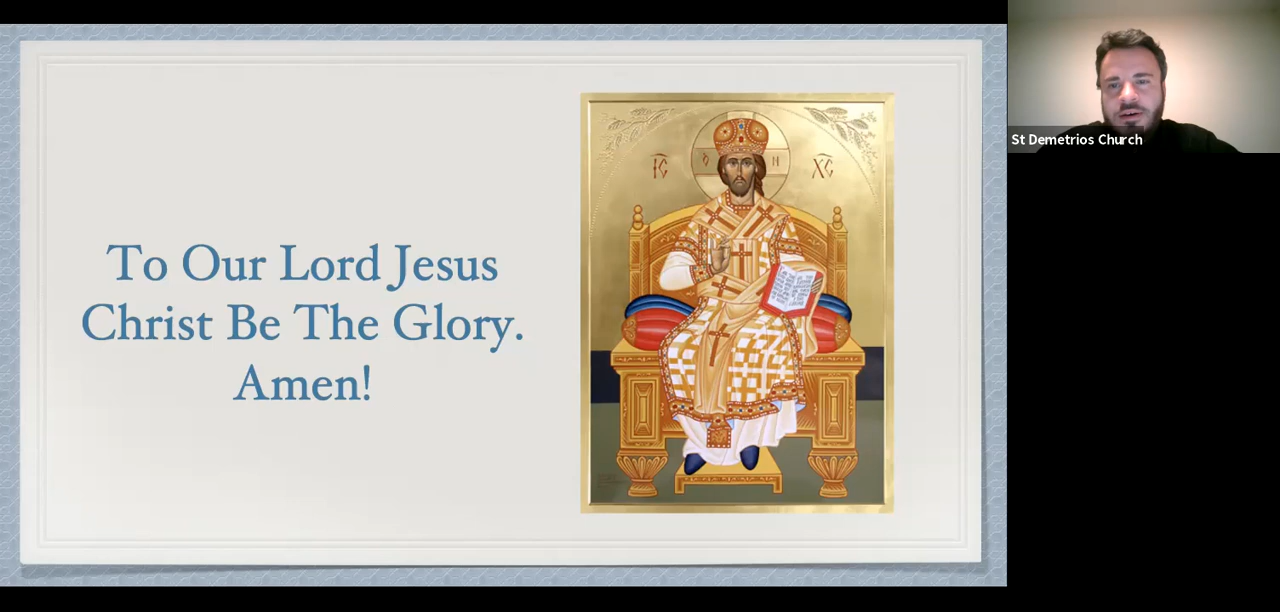 To Our Lord Jesus
Christ Be The Glory.
Amen!
IC
XC
Ο
Ν
St Demetrios Church